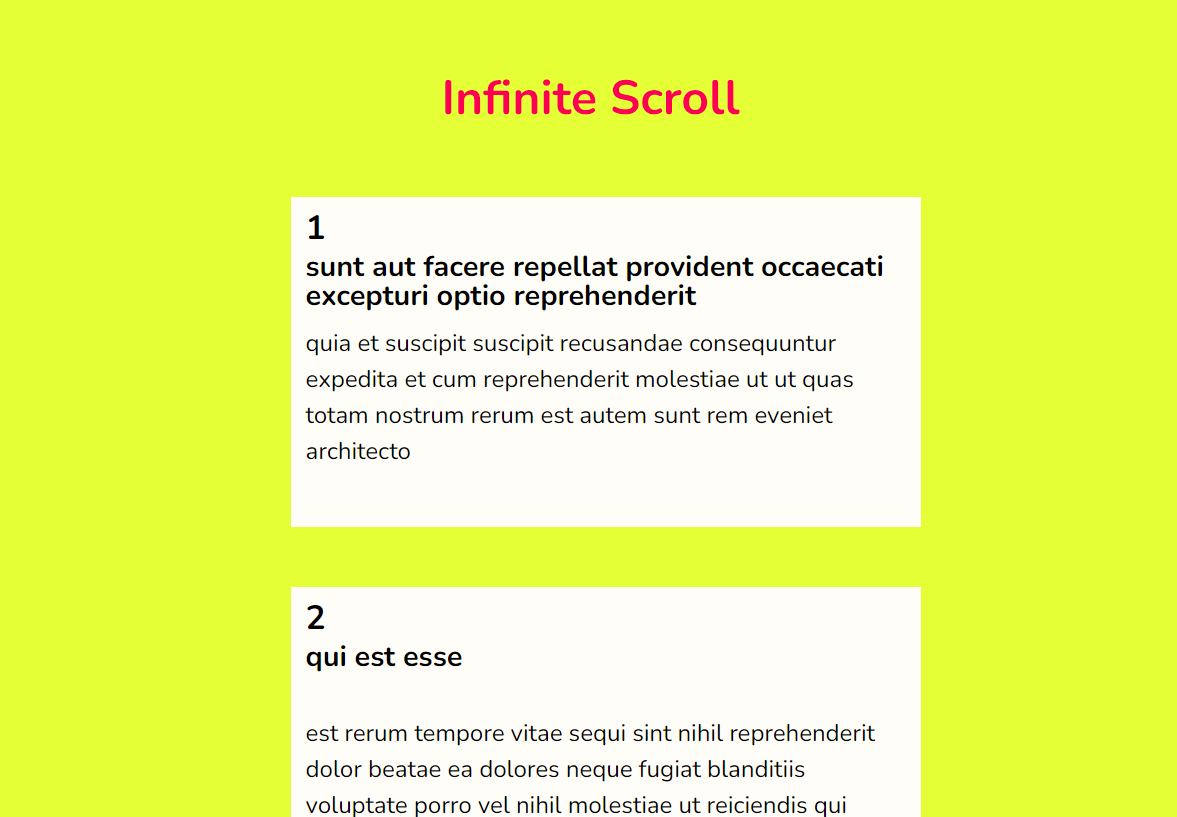 Infinite Scroll
1
sunt aut facere repellat provident occaecati
excepturi optio reprehenderit
quia et suscipit suscipit recusandae consequuntur
expedita et cum reprehenderit molestiae ut ut quas
totam nostrum rerum est autem sunt rem eveniet
architecto
2
qui est esse
est rerum tempore vitae sequi sint nihil reprehenderit
dolor beatae ea dolores neque fugiat blanditiis
voluptate porro vel nihil molestiae ut reiciendis qui